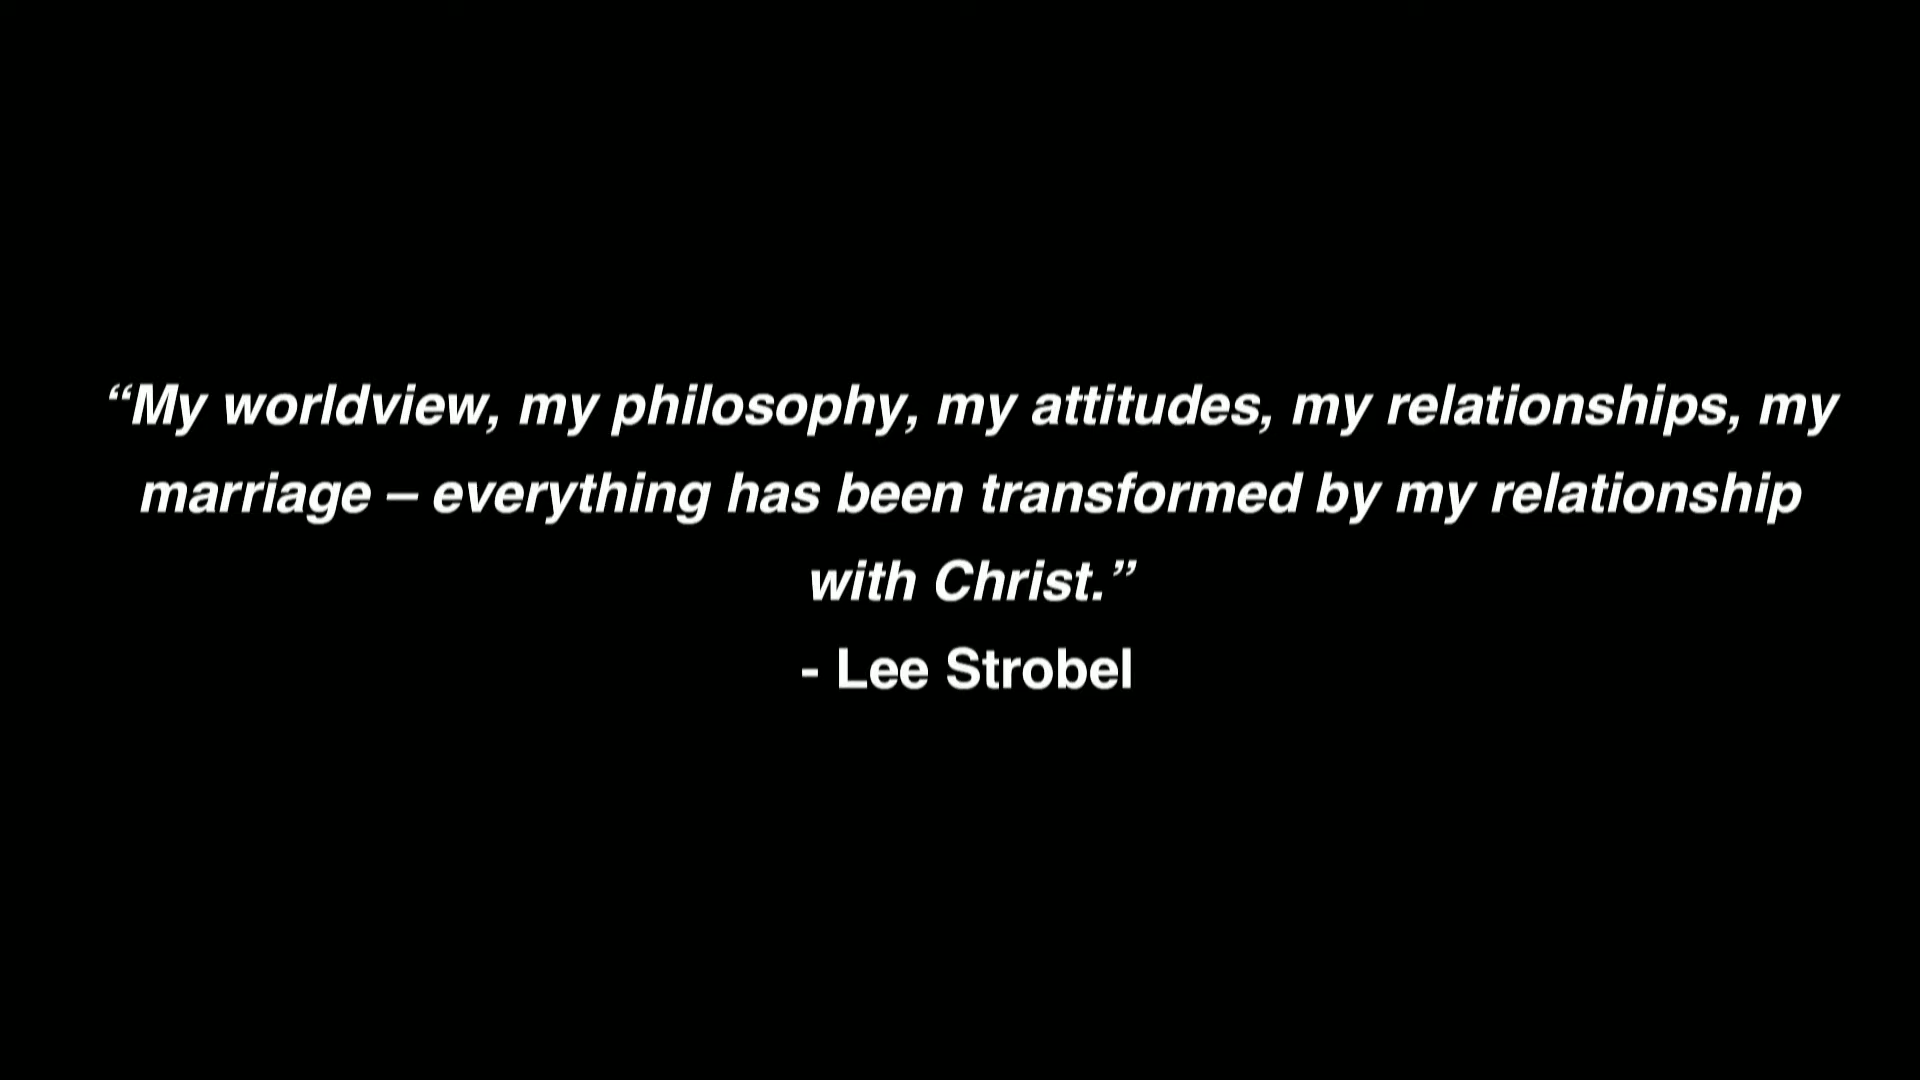 “My worldview, my philosophy, my attitudes, my relationships, my
marriage – everything has been transformed by my relationship
with Christ.”
- Lee Strobel